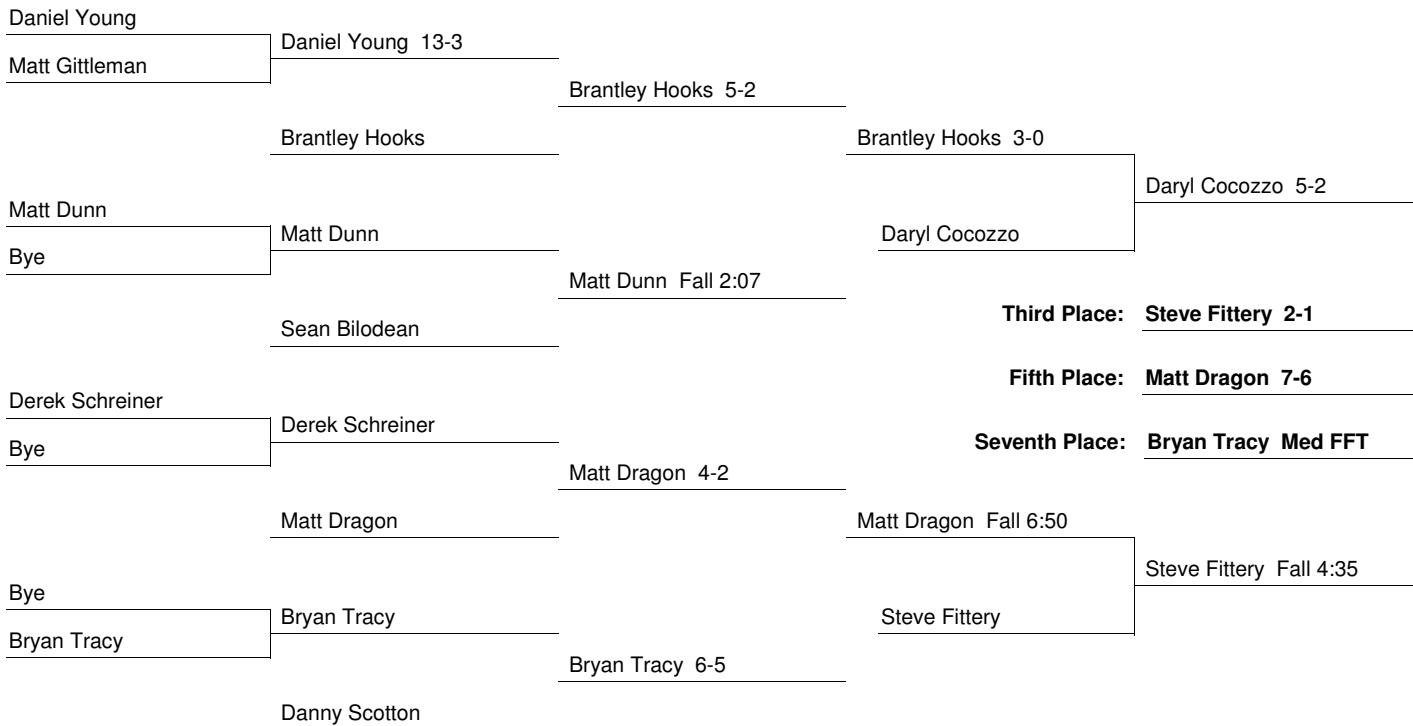 Daniel Young
Daniel Young 13-3
Matt Gittleman
Brantley Hooks 5-2
Brantley Hooks
Brantley Hooks 3-0
Daryl Cocozzo 5-2
Matt Dunn
Matt Dunn
Daryl Cocozzo
Bye
Matt Dunn Fall 2:07
Third Place: Steve Fittery 2-1
Sean Bilodean
Fifth Place: Matt Dragon 7-6
Derek Schreiner
Derek Schreiner
Bye
Seventh Place: Bryan Tracy Med FFT
Matt Dragon 4-2
Matt Dragon
Matt Dragon Fall 6:50
Steve Fittery Fall 4:35
Bye
Bryan Tracy
Steve Fittery
Bryan Tracy
Bryan Tracy 6-5
Danny Scotton